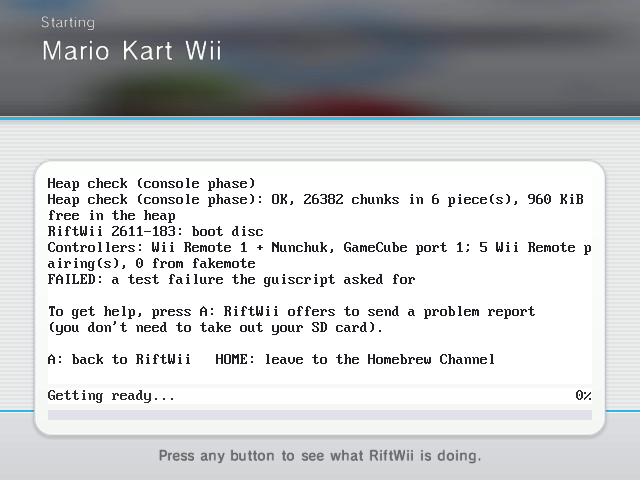 Starting
Mario Kart Wii
Heap check (console phase)
Heap check (console phase): OK, 26382 chunks in 6 piece(s), 960 KiB
free in the heap
RiftWii 2611-183: boot disc
Controllers: Wii Remote 1 + Nunchuk, GameCube port 1; 5 Wii Remote p
airing(s), 0 from fakemote
FAILED: a test failure the guiscript asked for
To get help, press A: RiftWii offers to send a problem report
(you don't need to take out your SD card).
A: back to RiftWii   HOME: leave to the Homebrew Channel
Getting ready... 0%
Press any button to see what RiftWii is doing.